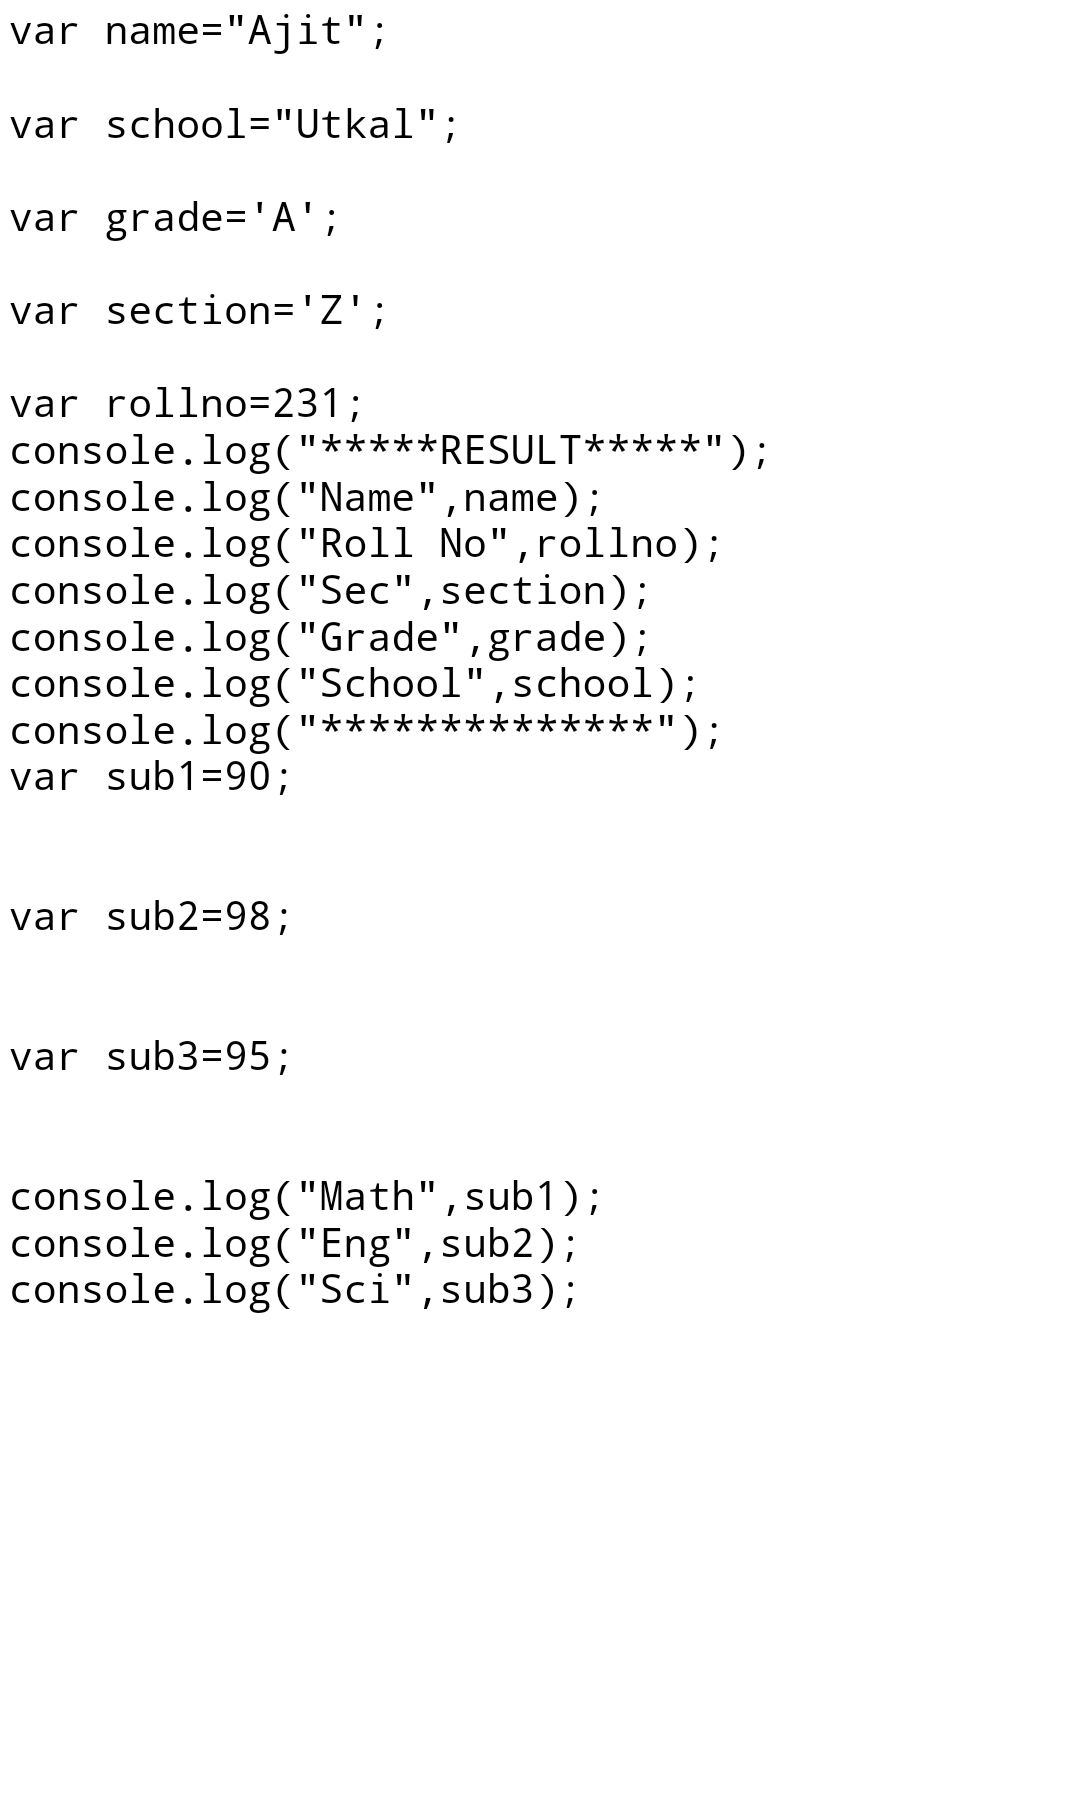 var name="Ajit";
var school="Utkal";
var grade='A';
var section='Z';
var rollno=231;
console.log("*****RESULT*****");
console.log("Name",name);
console.log("Roll No",rollno);
console.log("Sec",section);
console.log("Grade",grade);
console.log("School",school);
console.log("**************");
var sub1=90;
var sub2=98;
var sub3=95;
console.log("Math",sub1);
console.log("Eng",sub2);
console.log("Sci",sub3);